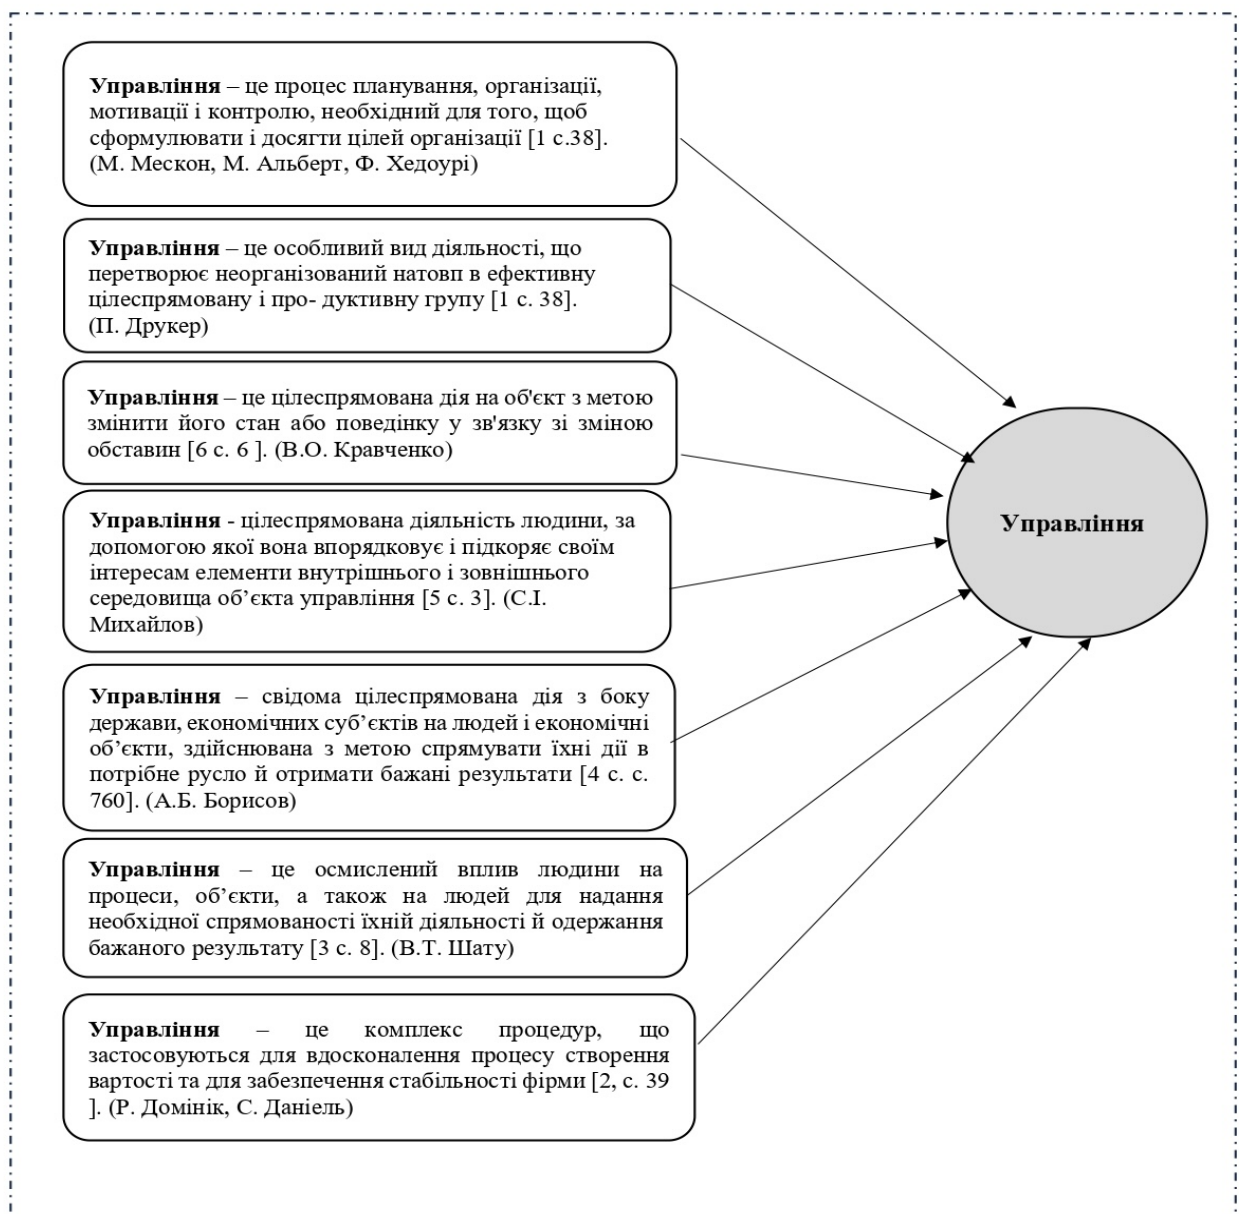 Управління – це процес планування, організації,
мотивації і контролю, необхідний для того, щоб
сформулювати і досягти цілей організації [1 с.38].
(М. Мескон, М. Альберт, Ф. Хедоурі)
Управління – це особливий вид діяльності, що
перетворює неорганізований натовп в ефективну
цілеспрямовану і про- дуктивну групу [1 с. 38].
(П. Друкер)
Управління – це цілеспрямована дія на об'єкт з метою
змінити його стан або поведінку у зв'язку зі зміною
обставин [6 с. 6 ]. (В.О. Кравченко)
Управління - цілеспрямована діяльність людини, за
допомогою якої вона впорядковує і підкоряє своїм
інтересам елементи внутрішнього і зовнішнього
середовища об’єкта управління [5 с. 3]. (С.І.
Михайлов)
Управління – свідома цілеспрямована дія з боку
держави, економічних суб’єктів на людей і економічні
об’єкти, здійснювана з метою спрямувати їхні дії в
потрібне русло й отримати бажані результати [4 с. с.
760]. (А.Б. Борисов)
Управління – це осмислений вплив людини на
процеси, об’єкти, а також на людей для надання
необхідної спрямованості їхній діяльності й одержання
бажаного результату [3 с. 8]. (В.Т. Шату)
Управління – це комплекс процедур, що
застосовуються для вдосконалення процесу створення
вартості та для забезпечення стабільності фірми [2, с. 39
]. (Р. Домінік, С. Даніель)
Управління